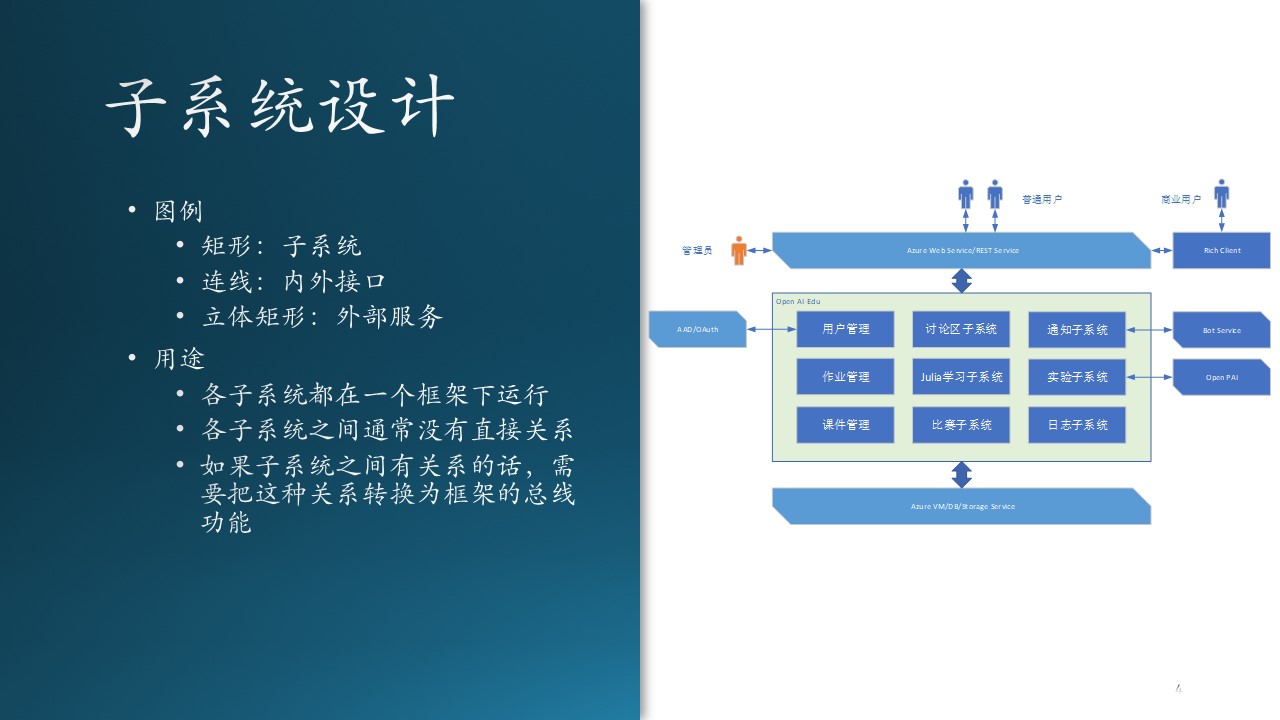 子系统设计
• 图例
• 矩形：子系统
• 连线：内外接口
• 立体矩形：外部服务
• 用途
• 各子系统都在一个框架下运行
• 各子系统之间通常没有直接关系
• 如果子系统之间有关系的话，需
要把这种关系转换为框架的总线
功能
普通用户
商业用户
管理员
Azure Web Service/REST Service
Rich Client
Open AI Edu
AAD/OAuth
用户管理
讨论区子系统
通知子系统
Bot Service
作业管理
Julia学习子系统
实验子系统
Open PAI
课件管理
比赛子系统
日志子系统
Azure VM/DB/Storage Service
4